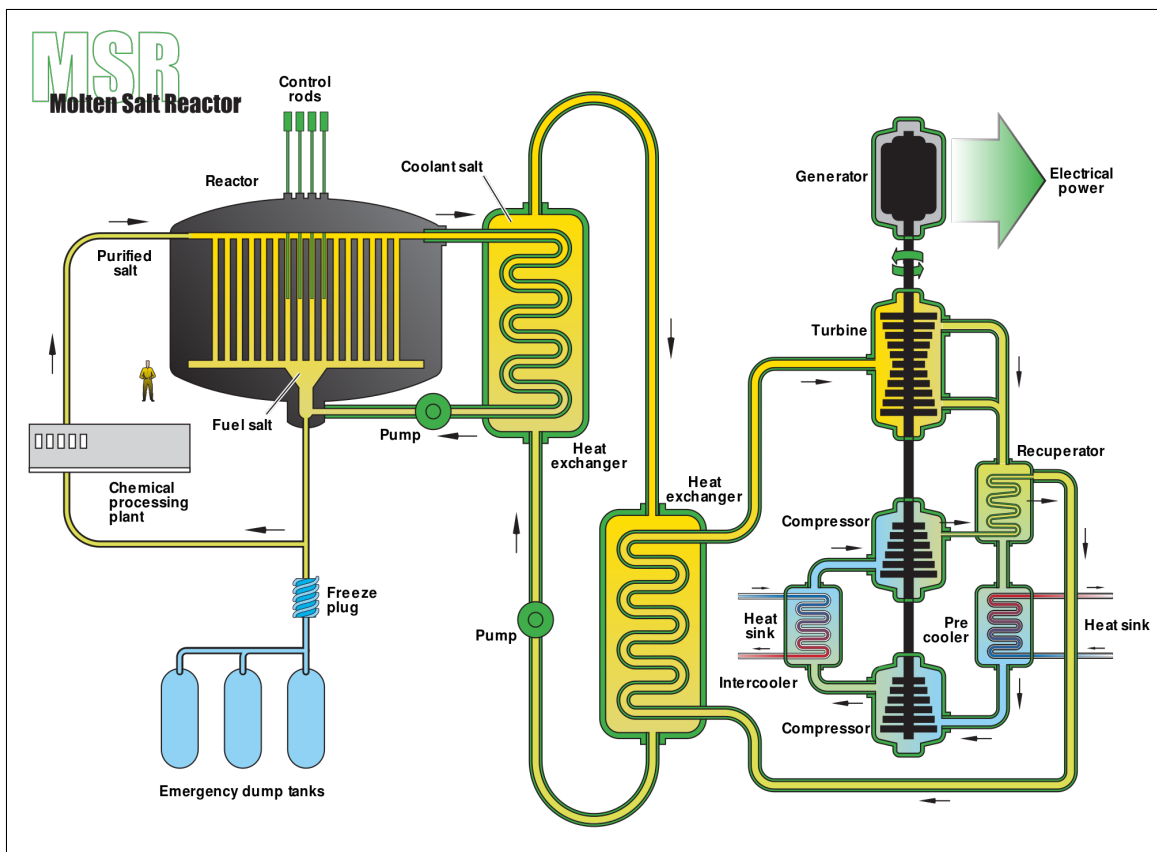 MSR
Molten Salt Reactor
Control
rods
Reactor
Coolant salt
Generator
Electrical
power
Purified
salt
Turbine
Fuel salt
Pump
Heat
exchanger
Recuperator
Chemical
processing
plant
Heat
exchanger
Compressor
Freeze
plug
Pump
Heat
sink
Pre
cooler
Heat sink
Intercooler
Compressor
Emergency dump tanks